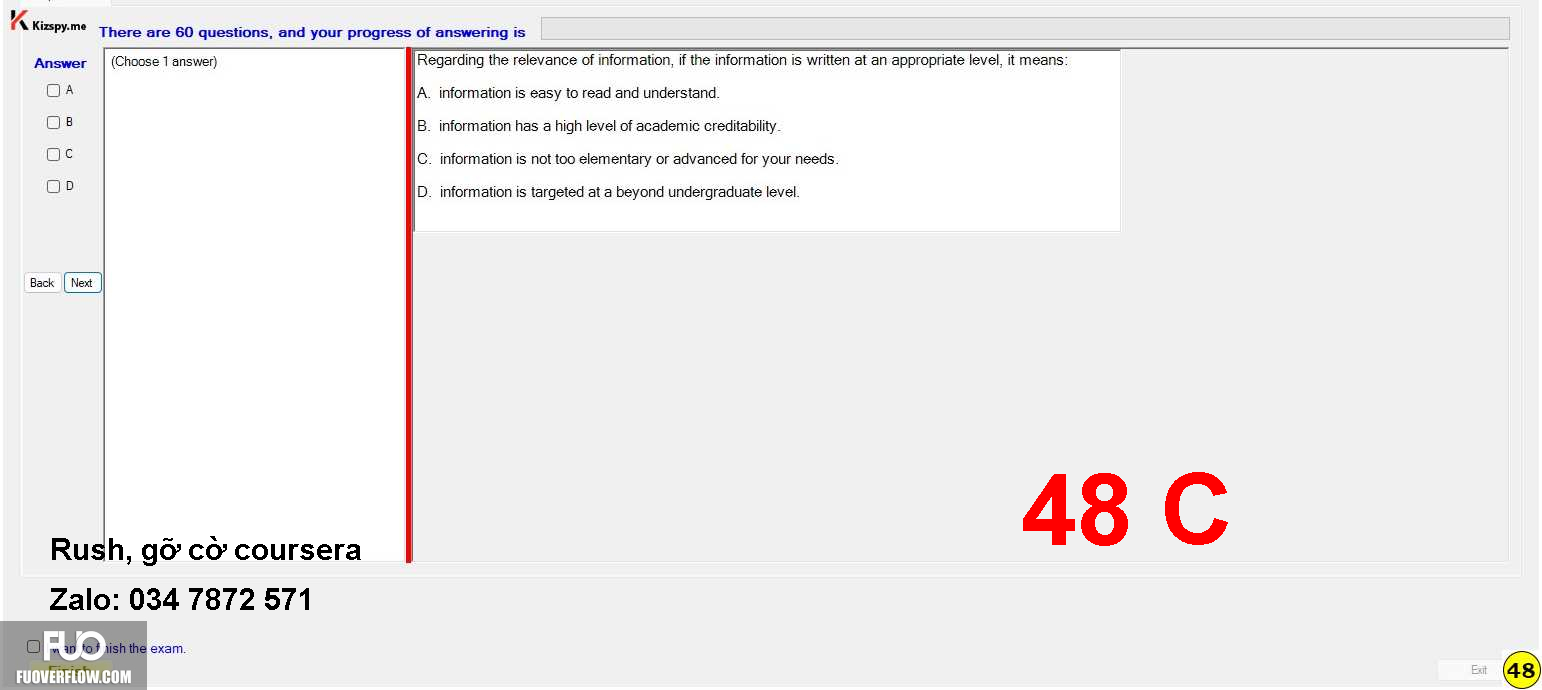 Kizspy.me
There are 60 questions, and your progress of answering is
Answer
(Choose 1 answer)
A
B
C
D
Back Next
Regarding the relevance of information, if the information is written at an appropriate level, it means:
A. information is easy to read and understand.
B. information has a high level of academic creditability.
C. information is not too elementary or advanced for your needs.
D. information is targeted at a beyond undergraduate level.
48 C
Rush, gỡ cờ coursera
Zalo: 034 7872 571
FUO
want to finish the exam.
Finish
FUOVERFLOW.COM
Exit
48